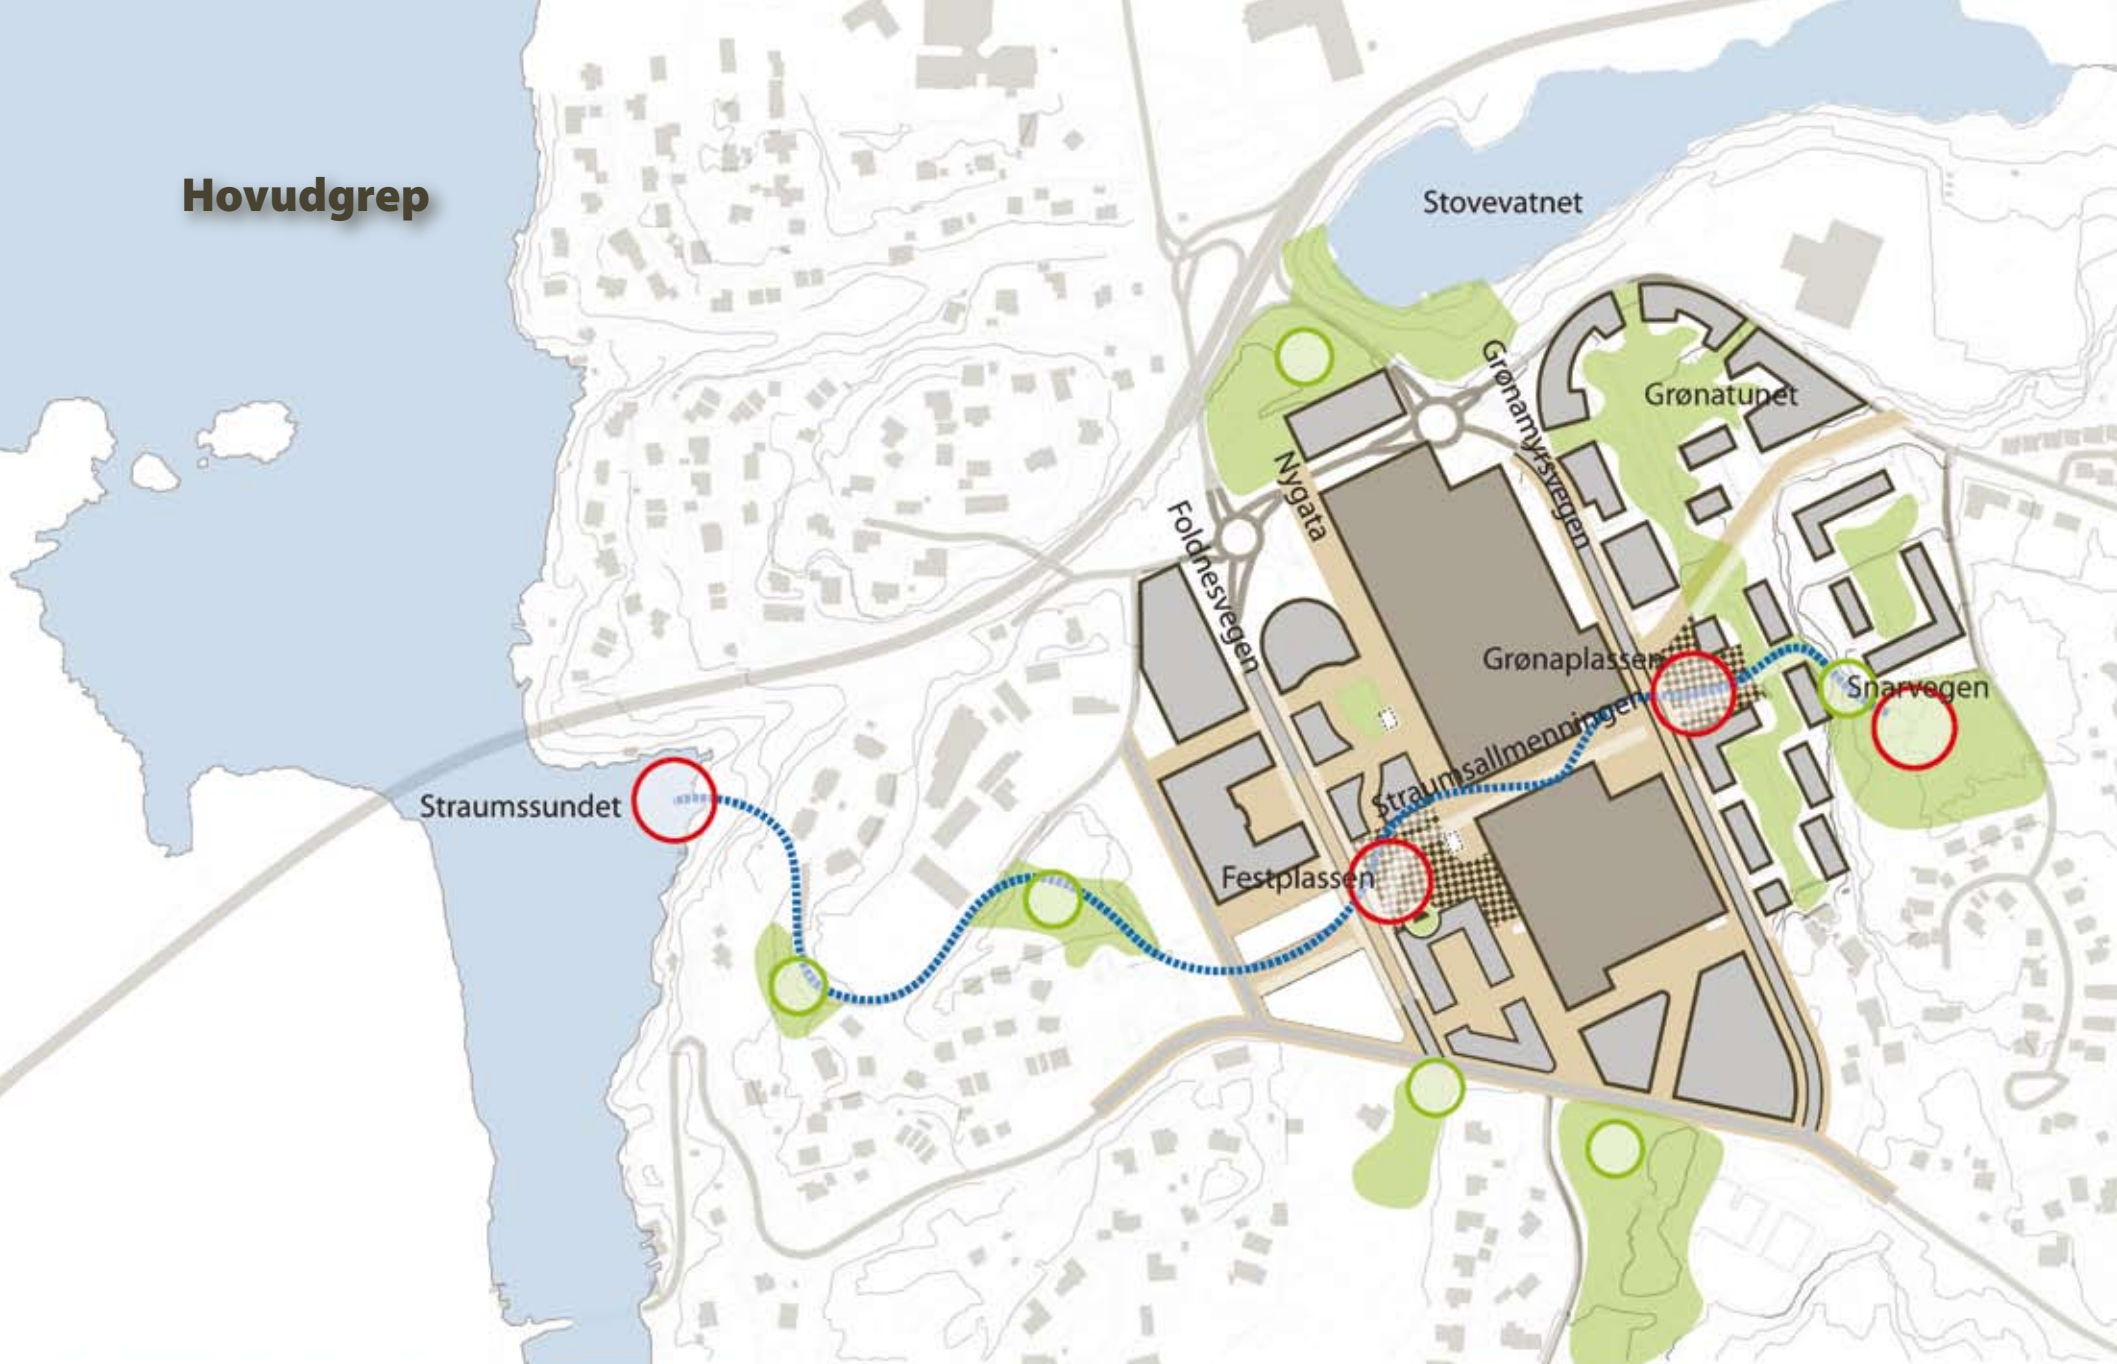 Hovudgrep
Stovevatnet
Grønamyrsvegen
Grønatunet
Nygata
Foldnesvegen
Grønaplassen
Snarvegen
Straumsallmenningen
Straumssundet
Festplassen